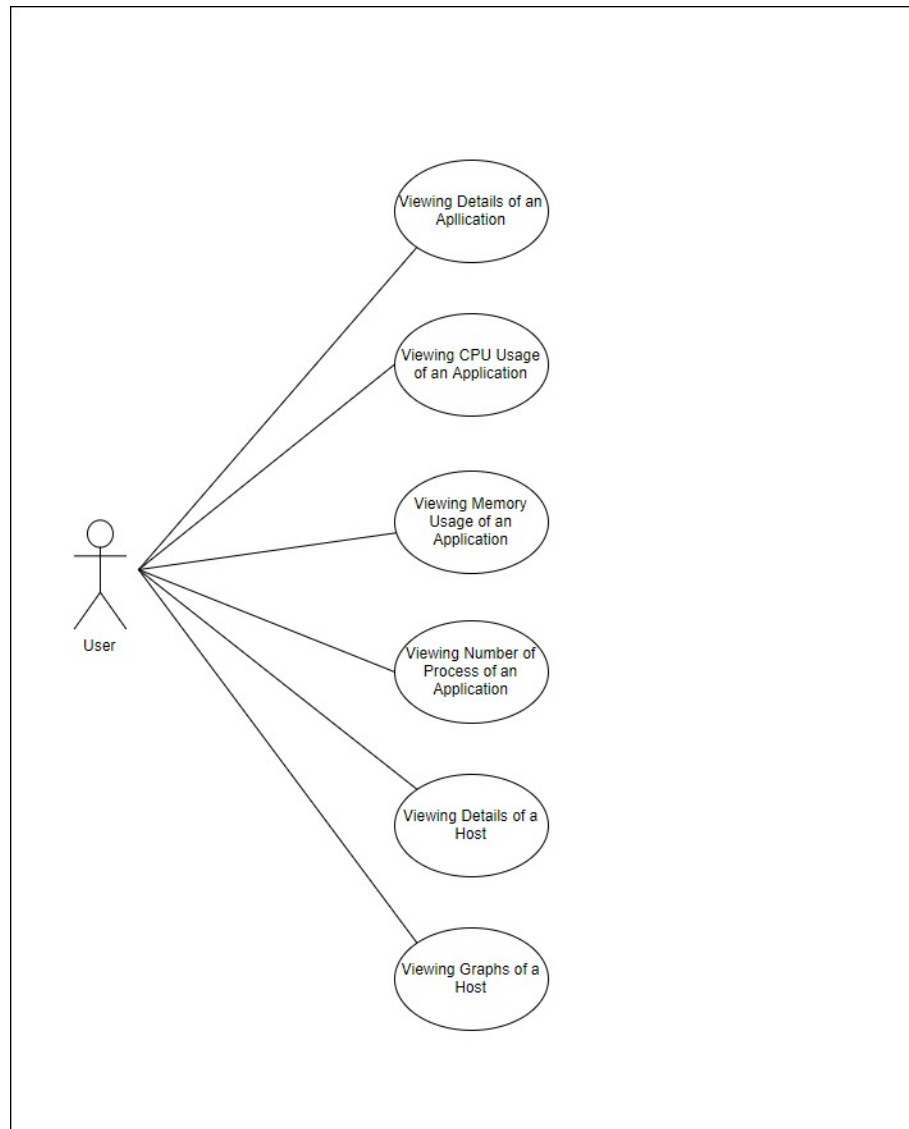 Viewing Details of an
Apllication
Viewing CPU Usage
of an Application
Viewing Memory
Usage of an
Application
User
Viewing Number of
Process of an
Application
Viewing Details of a
Host
Viewing Graphs of a
Host